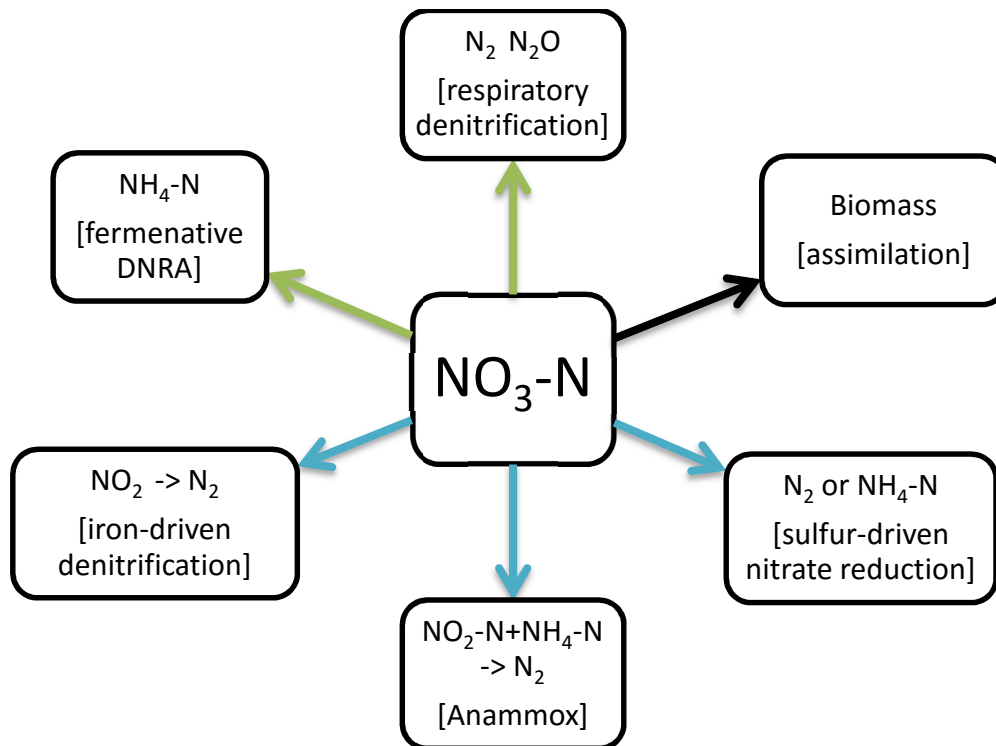 N₂ N₂O
[respiratory
denitrification]
NH₄-N
[fermenative
DNRA]
Biomass
[assimilation]
NO₃-N
NO₂ -> N₂
[iron-driven
denitrification]
N₂ or NH₄-N
[sulfur-driven
nitrate reduction]
NO₂-N+NH₄-N
-> N₂
[Anammox]